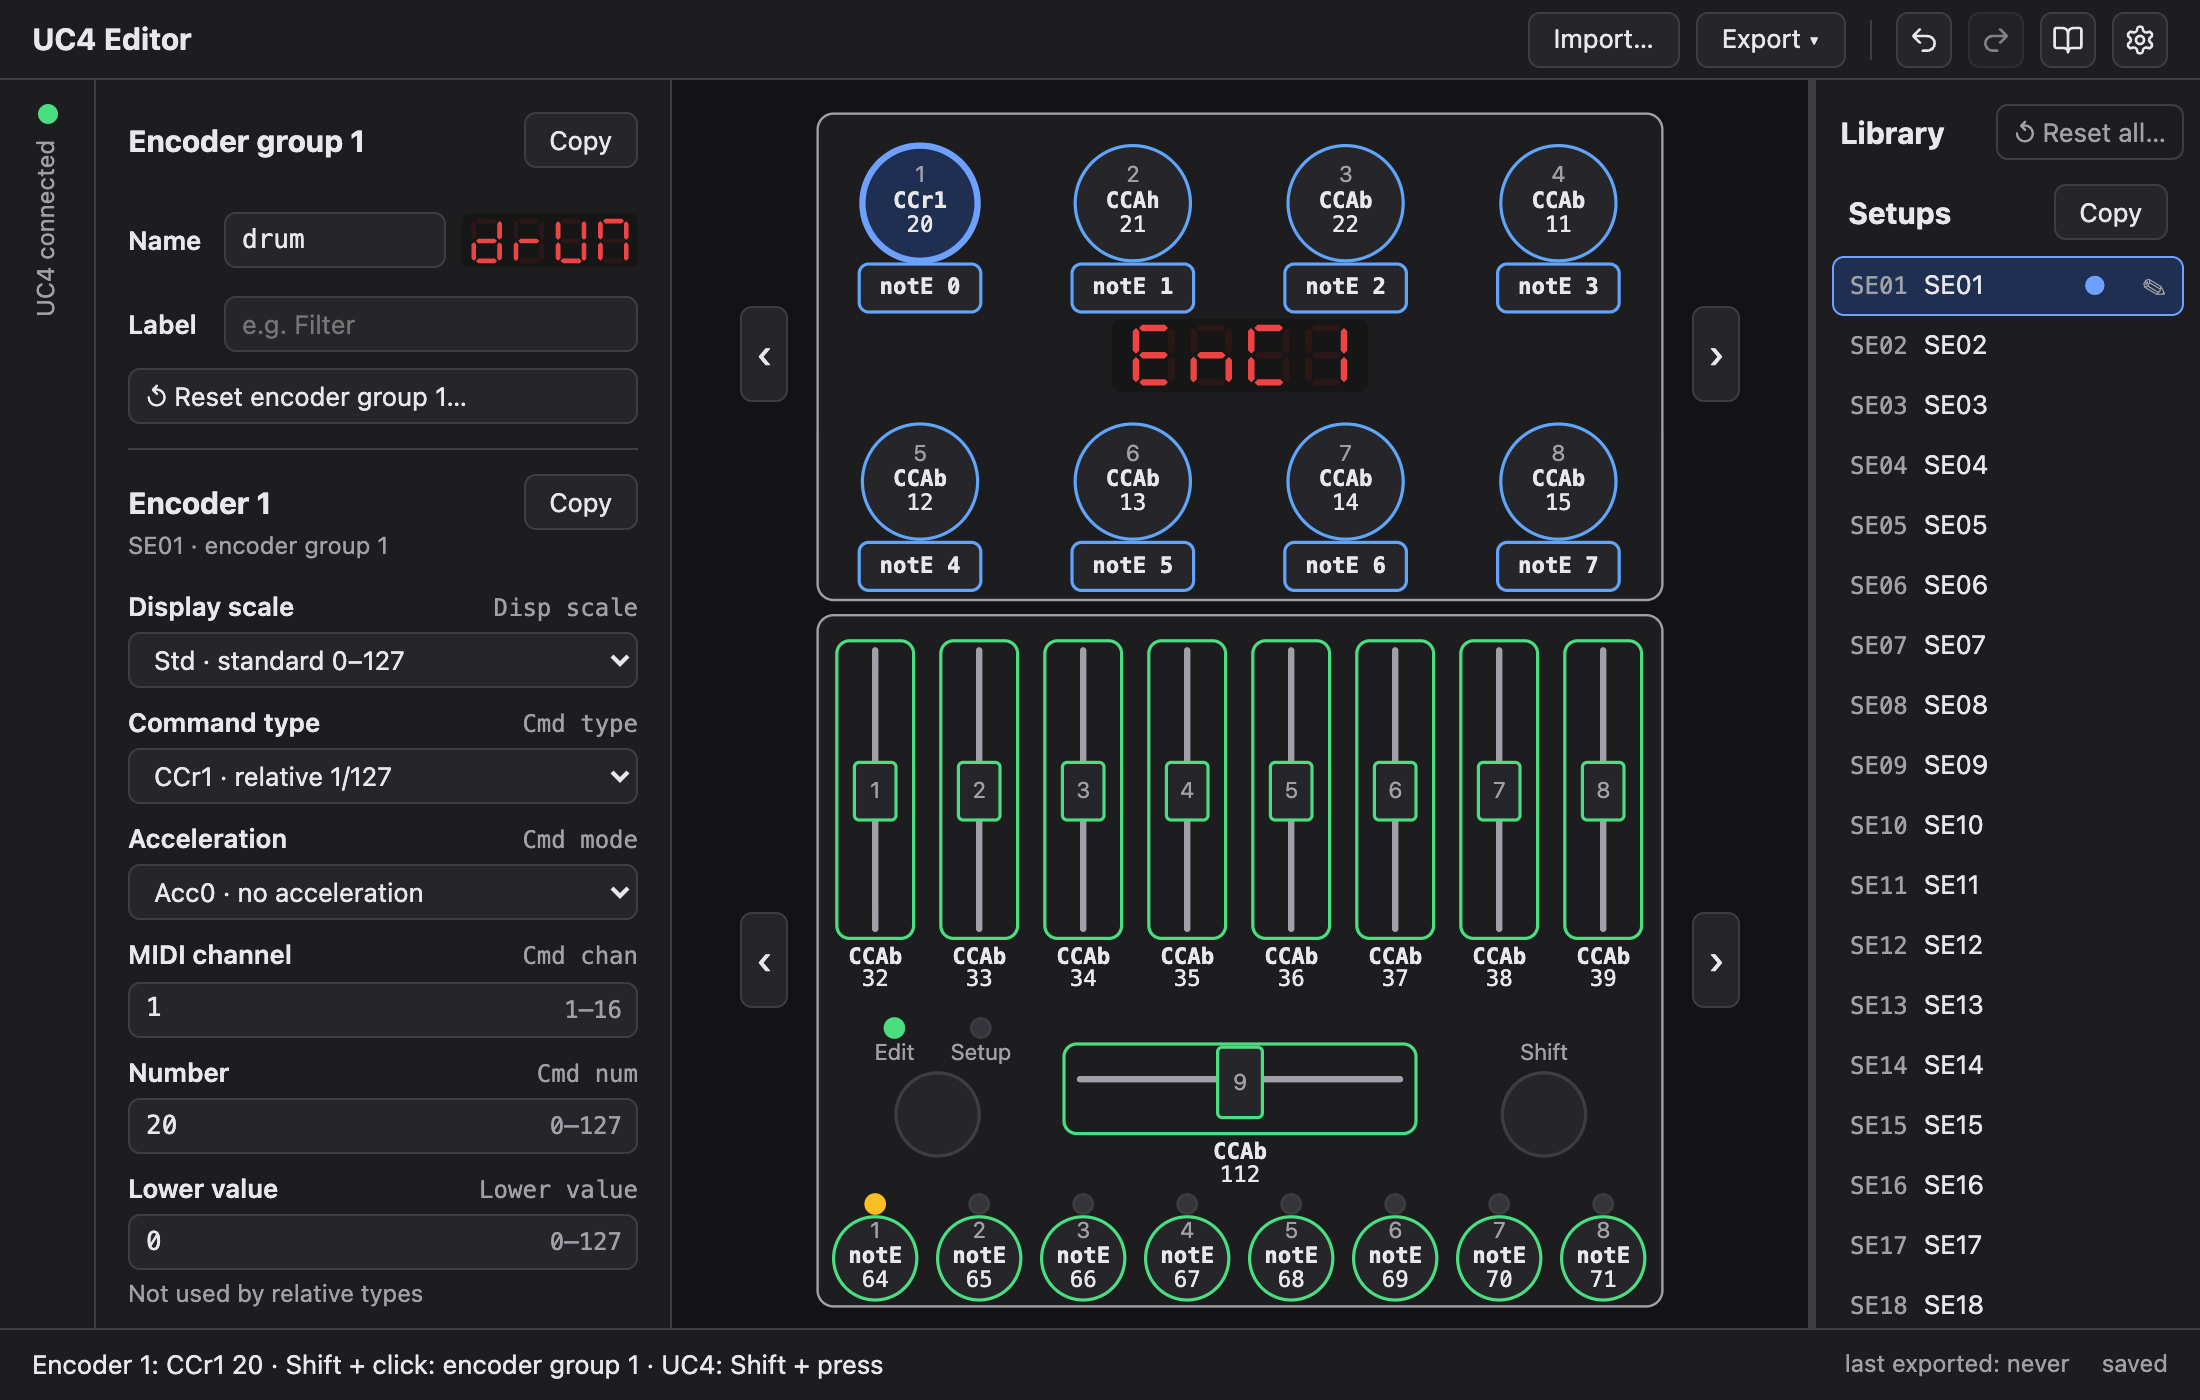 UC4 Editor
Import...
Export ▾
UC4 connected
Encoder group 1
Copy
Name
drum
drUM
Label
e.g. Filter
Reset encoder group 1...
Encoder 1
Copy
SE01 · encoder group 1
Display scale
Disp scale
Std · standard 0–127
Command type
Cmd type
CCr1 · relative 1/127
Acceleration
Cmd mode
Acc0 · no acceleration
MIDI channel
Cmd chan
1
1–16
Number
Cmd num
20
0–127
Lower value
Lower value
0
0–127
Not used by relative types
1 2 3 4
CCr1 CCAh CCAb CCAb
20 21 22 11
notE 0 notE 1 notE 2 notE 3
EnC1
‹ ›
5 6 7 8
CCAb CCAb CCAb CCAb
12 13 14 15
notE 4 notE 5 notE 6 notE 7
1 2 3 4 5 6 7 8
CCAb CCAb CCAb CCAb CCAb CCAb CCAb CCAb
32 33 34 35 36 37 38 39
‹ ›
Edit Setup
Shift
9
CCAb
112
1 2 3 4 5 6 7 8
notE notE notE notE notE notE notE notE
64 65 66 67 68 69 70 71
Library
Reset all...
Setups
Copy
SE01 SE01
SE02 SE02
SE03 SE03
SE04 SE04
SE05 SE05
SE06 SE06
SE07 SE07
SE08 SE08
SE09 SE09
SE10 SE10
SE11 SE11
SE12 SE12
SE13 SE13
SE14 SE14
SE15 SE15
SE16 SE16
SE17 SE17
SE18 SE18
Encoder 1: CCr1 20 · Shift + click: encoder group 1 · UC4: Shift + press
last exported: never
saved